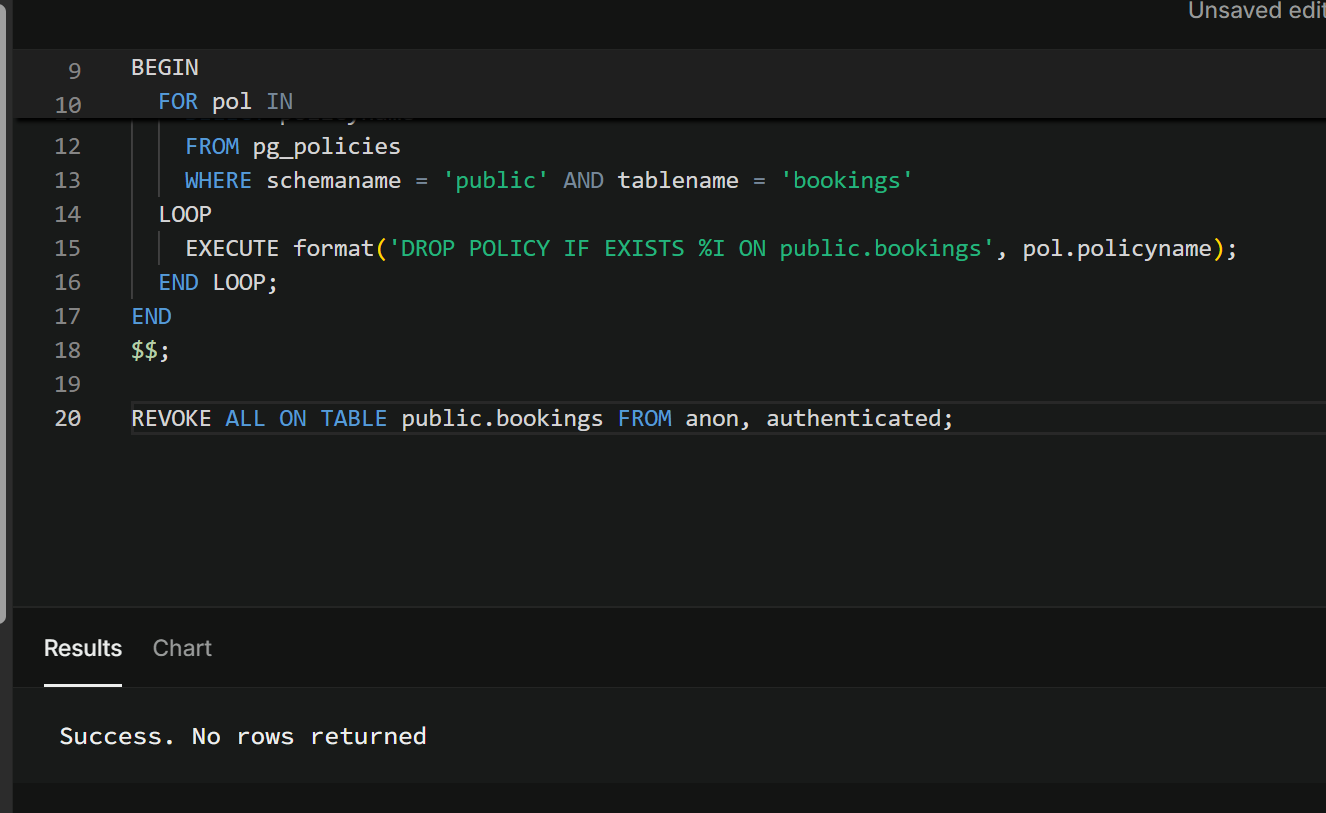 Unsaved edit
9 BEGIN
10 FOR pol IN
12 FROM pg_policies
13 WHERE schemaname = 'public' AND tablename = 'bookings'
14 LOOP
15 EXECUTE format('DROP POLICY IF EXISTS %I ON public.bookings', pol.policyname);
16 END LOOP;
17 END
18 $$;
19
20 REVOKE ALL ON TABLE public.bookings FROM anon, authenticated;
Results Chart
Success. No rows returned